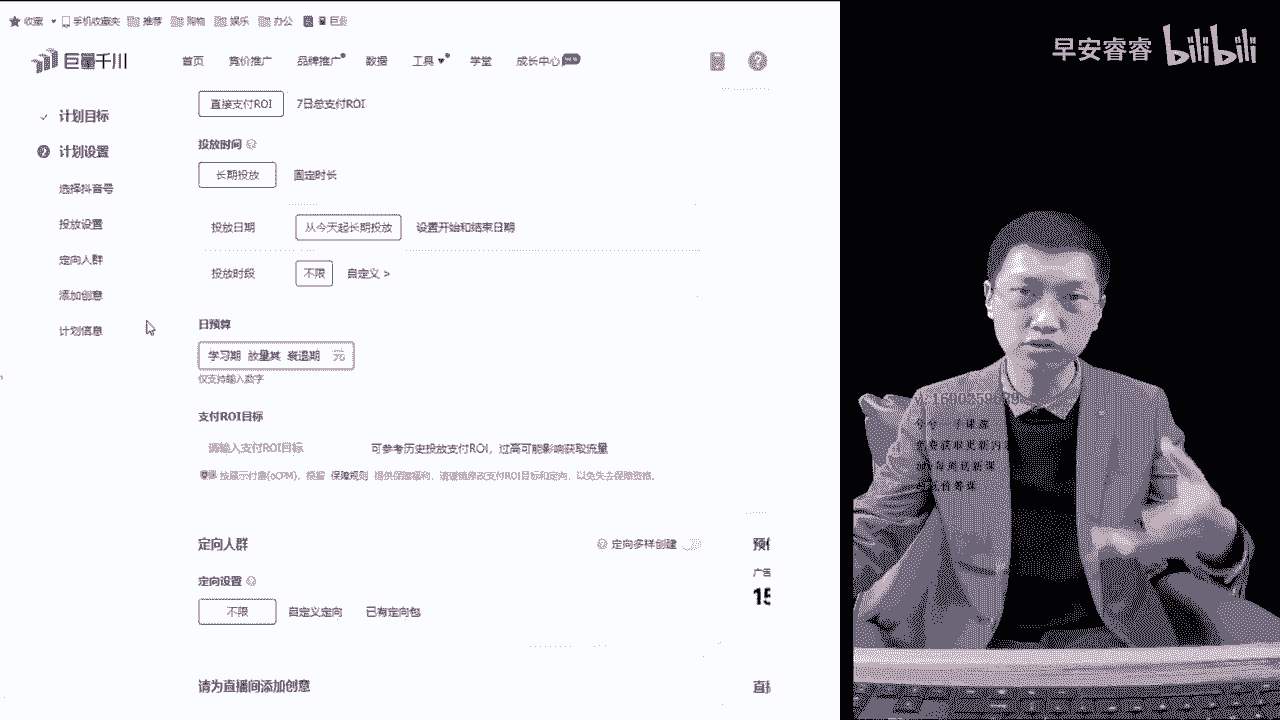 收藏 手机收藏夹 推荐 购物 娱乐 办公
早安睿睿 bilibili
巨量千川 首页 竞价推广 品牌推广 数据 工具 学堂 成长中心
计划目标
计划设置
选择抖音号
投放设置
定向人群
添加创意
计划信息
直接支付ROI 7日总支付ROI
投放时间
长期投放 固定时长
投放日期 从今天起长期投放 设置开始和结束日期
投放时段 不限 自定义 >
日预算
学习期 放量其 衰退期 元
仅支持输入数字
支付ROI目标
请输入支付ROI目标 可参考历史投放支付ROI，过高可能影响获取流量
按展示付费(oCPM)，根据 保障规则 提供保障福利，请谨慎修改支付ROI目标和定向，以免失去保障资格。
定向人群 定向多样创建
定向设置
不限 自定义定向 已有定向包
请为直播间添加创意
广告
15